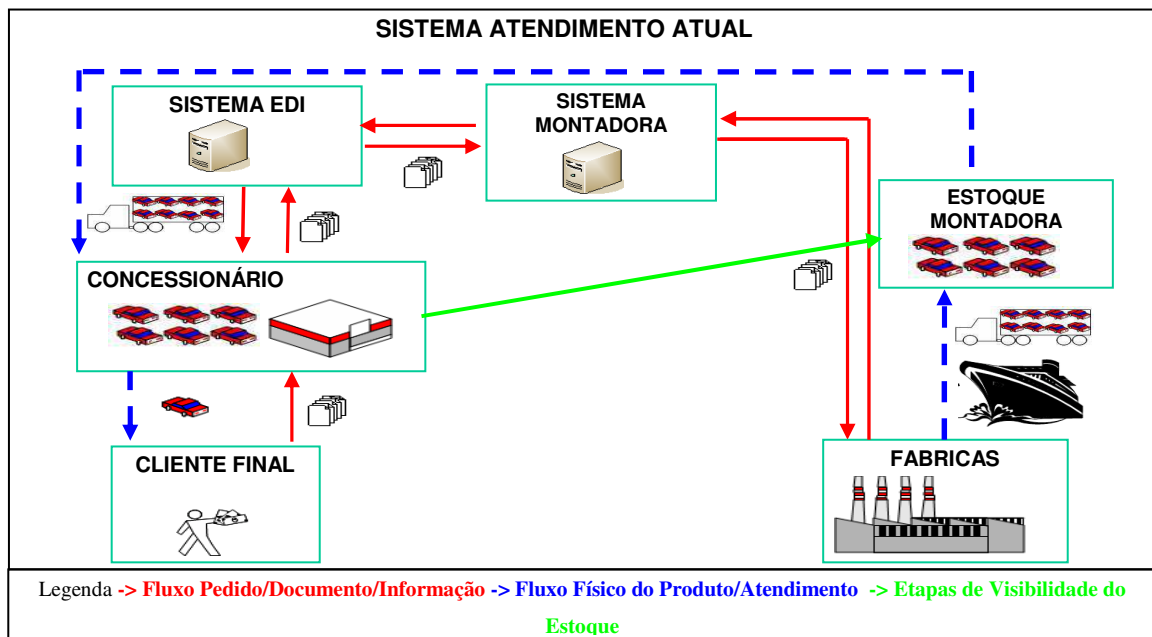 SISTEMA ATENDIMENTO ATUAL
SISTEMA EDI
SISTEMA
MONTADORA
ESTOQUE
MONTADORA
CONCESSIONÁRIO
CLIENTE FINAL
FABRICAS
Legenda -> Fluxo Pedido/Documento/Informação -> Fluxo Físico do Produto/Atendimento -> Etapas de Visibilidade do
Estoque